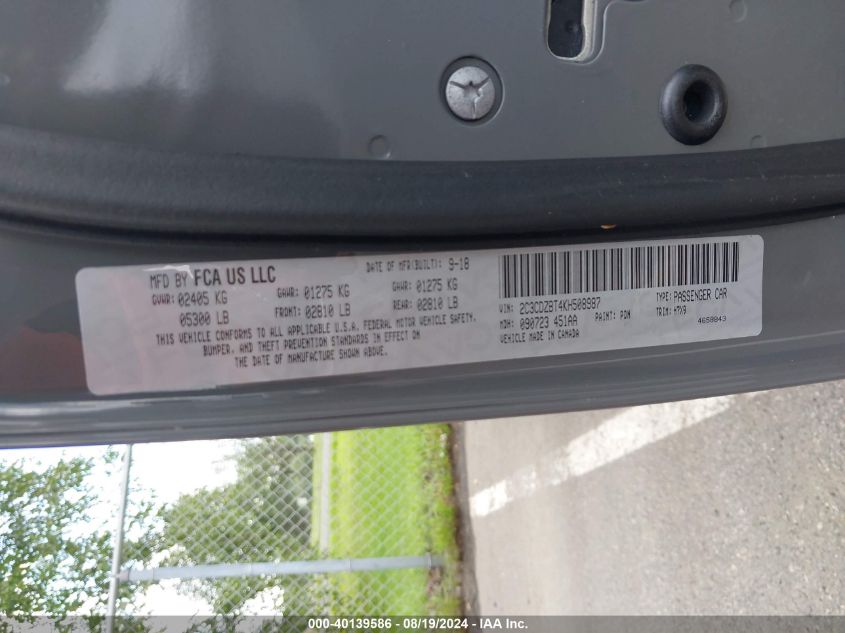 MFD BY FCA US LLC
DATE OF MFR(BUILT): 9-18
GVWR: 02405 KG
GAWR: 01275 KG
GAWR: 01275 KG
05300 LB
FRONT: 02810 LB
REAR: 02810 LB
THIS VEHICLE CONFORMS TO ALL APPLICABLE U.S.A. FEDERAL MOTOR VEHICLE SAFETY,
BUMPER, AND THEFT PREVENTION STANDARDS IN EFFECT ON
THE DATE OF MANUFACTURE SHOWN ABOVE.
VIN: 2C3CDZBT4KH508987
TYPE: PASSENGER CAR
MDH: 090723 451AA
PAINT: PDN
TRIM: H7X9
VEHICLE MADE IN CANADA
4658843
000-40139586 - 08/19/2024 - IAA Inc.